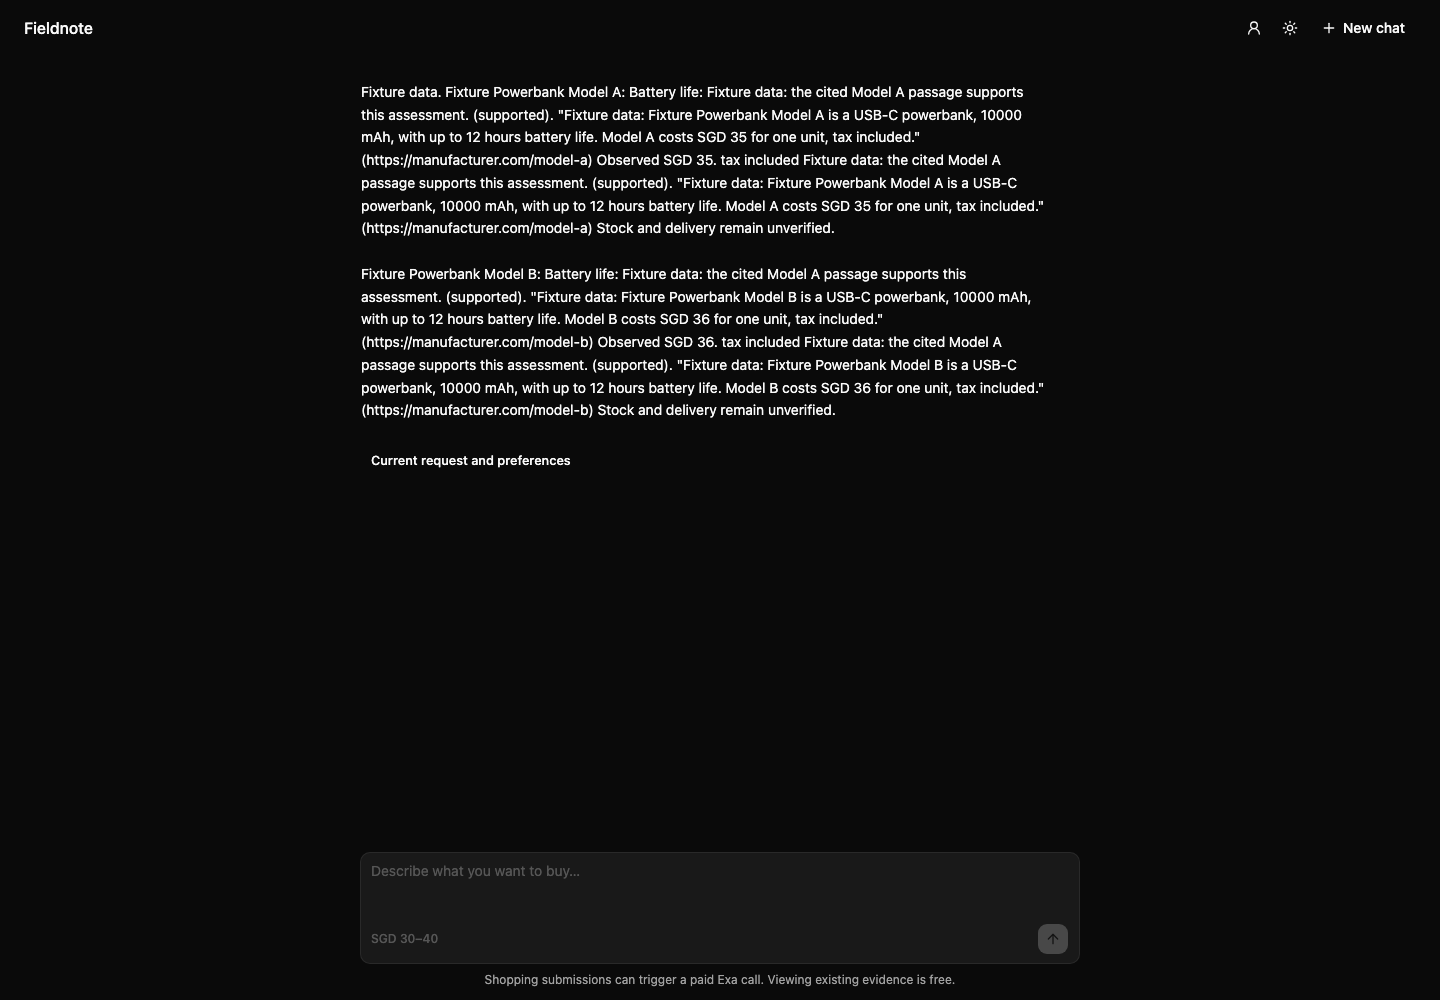 Fieldnote
New chat
Fixture data. Fixture Powerbank Model A: Battery life: Fixture data: the cited Model A passage supports
this assessment. (supported). "Fixture data: Fixture Powerbank Model A is a USB-C powerbank, 10000
mAh, with up to 12 hours battery life. Model A costs SGD 35 for one unit, tax included."
(https://manufacturer.com/model-a) Observed SGD 35. tax included Fixture data: the cited Model A
passage supports this assessment. (supported). "Fixture data: Fixture Powerbank Model A is a USB-C
powerbank, 10000 mAh, with up to 12 hours battery life. Model A costs SGD 35 for one unit, tax included."
(https://manufacturer.com/model-a) Stock and delivery remain unverified.
Fixture Powerbank Model B: Battery life: Fixture data: the cited Model A passage supports this
assessment. (supported). "Fixture data: Fixture Powerbank Model B is a USB-C powerbank, 10000 mAh,
with up to 12 hours battery life. Model B costs SGD 36 for one unit, tax included."
(https://manufacturer.com/model-b) Observed SGD 36. tax included Fixture data: the cited Model A
passage supports this assessment. (supported). "Fixture data: Fixture Powerbank Model B is a USB-C
powerbank, 10000 mAh, with up to 12 hours battery life. Model B costs SGD 36 for one unit, tax included."
(https://manufacturer.com/model-b) Stock and delivery remain unverified.
Current request and preferences
Describe what you want to buy...
SGD 30–40
Shopping submissions can trigger a paid Exa call. Viewing existing evidence is free.